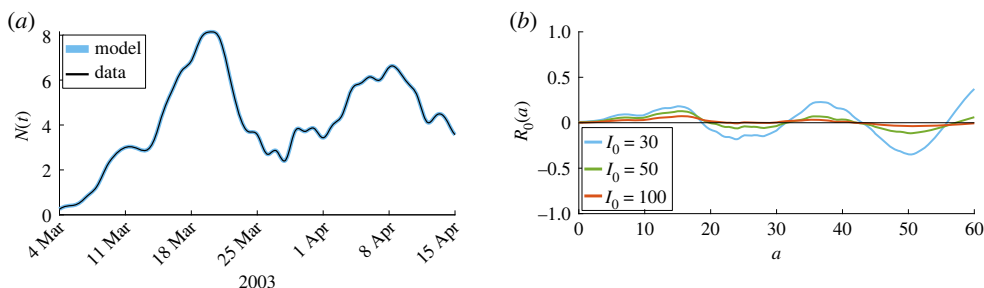 (a)
8
6
4
2
0
N(t)
model
data
4 Mar
11 Mar
18 Mar
25 Mar
1 Apr
8 Apr
15 Apr
2003
(b)
1.0
0.5
0
−0.5
−1.0
R₀(a)
I₀ = 30
I₀ = 50
I₀ = 100
0 10 20 30 40 50 60
a